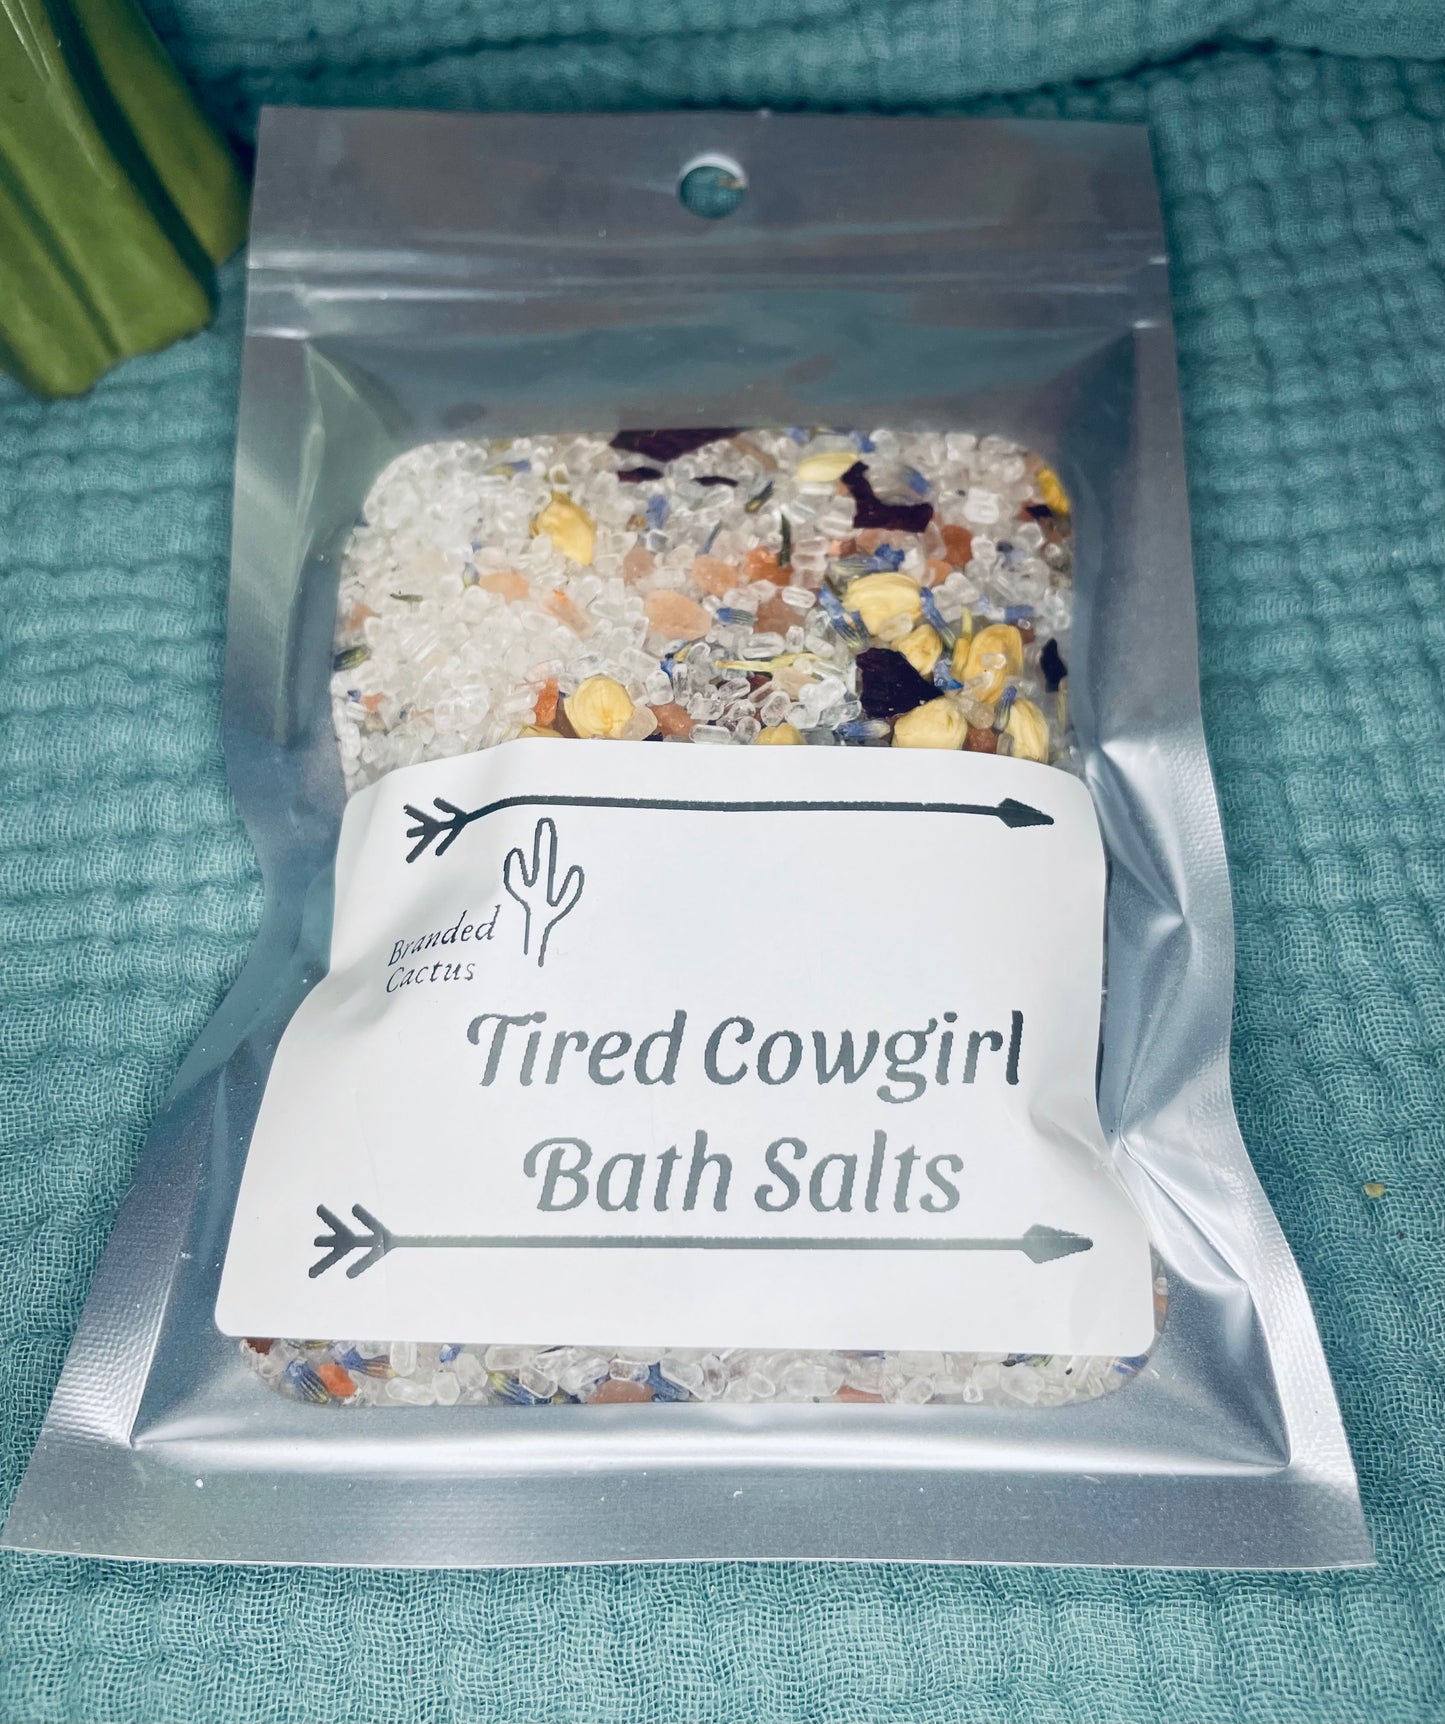 Branded
Cactus
Tired Cowgirl
Bath Salts